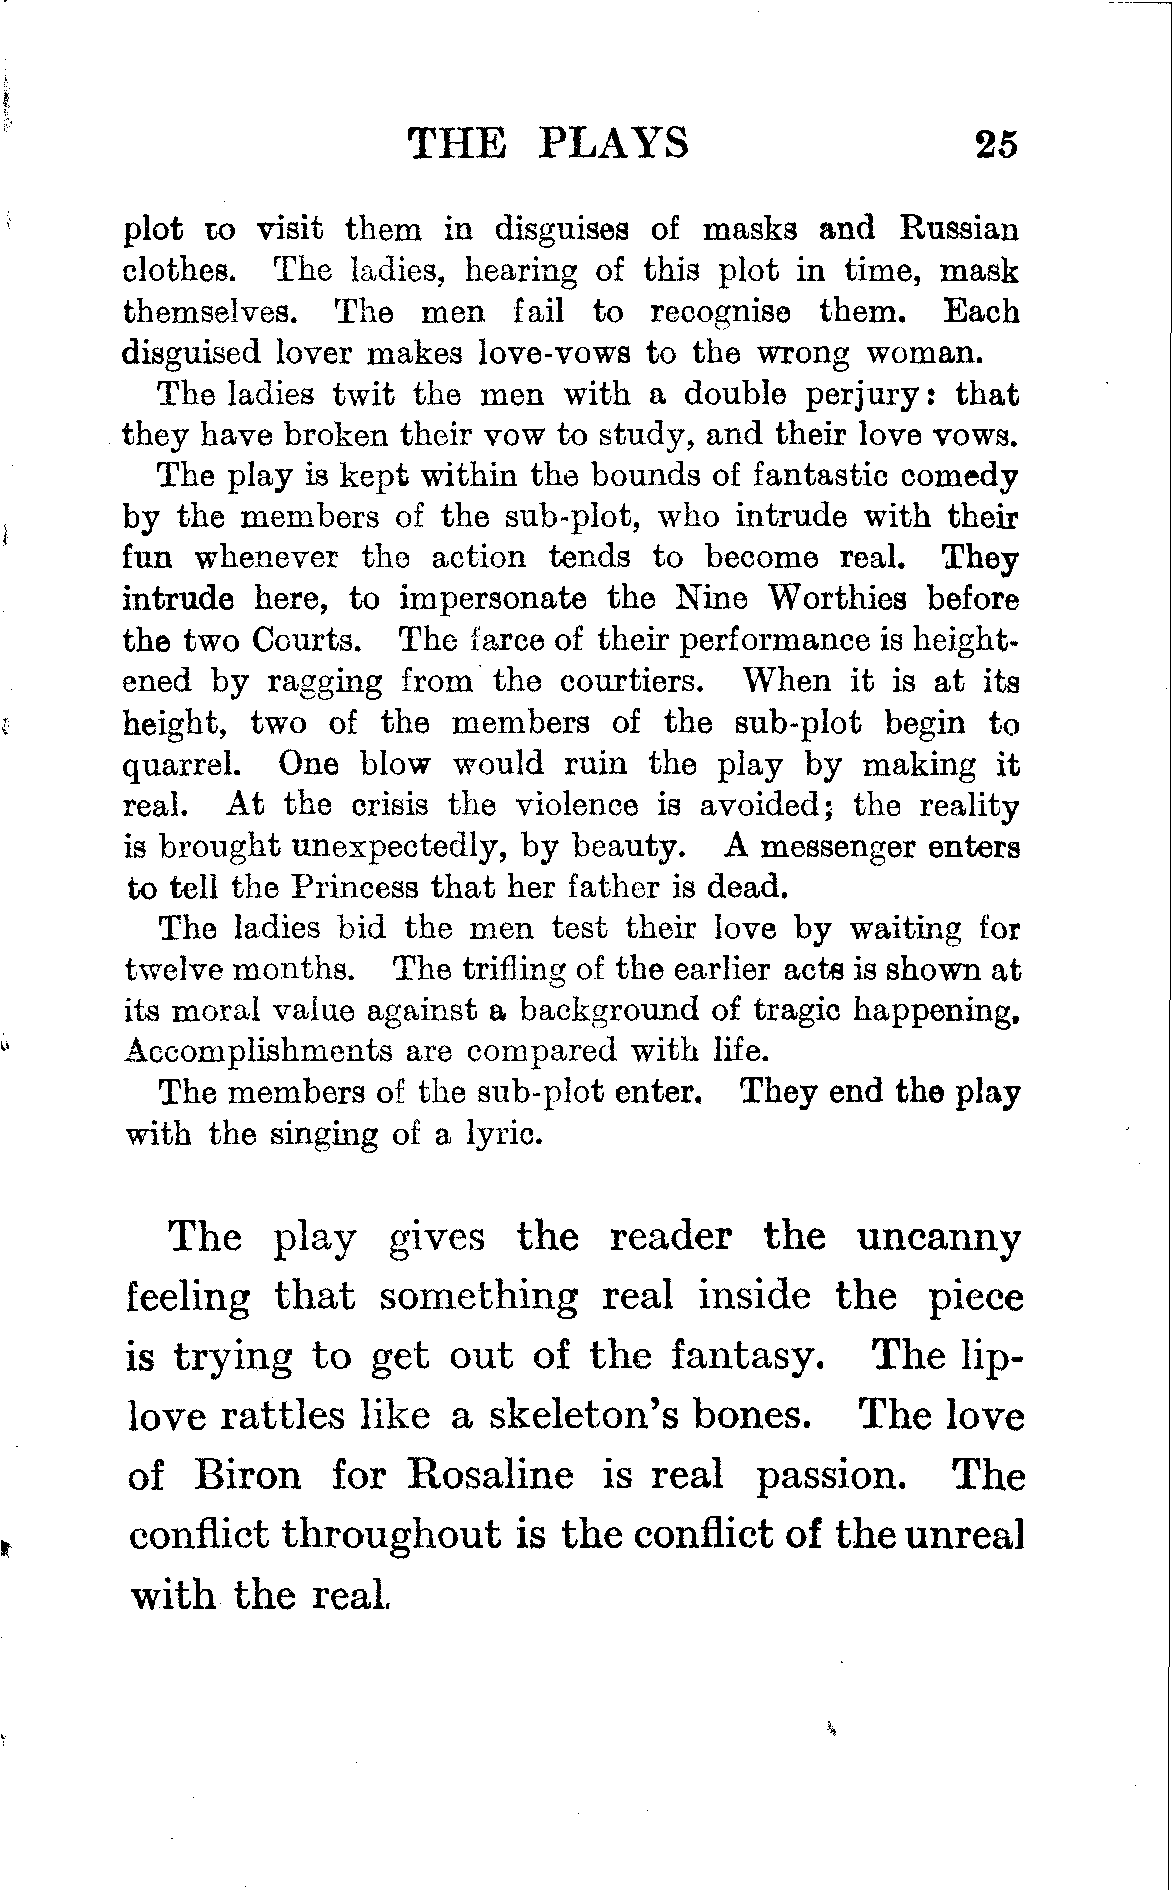 THE PLAYS 25
plot to visit them in disguises of masks and Russian
clothes. The ladies, hearing of this plot in time, mask
themselves. The men fail to recognise them. Each
disguised lover makes love-vows to the wrong woman.
The ladies twit the men with a double perjury: that
they have broken their vow to study, and their love vows.
The play is kept within the bounds of fantastic comedy
by the members of the sub-plot, who intrude with their
fun whenever the action tends to become real. They
intrude here, to impersonate the Nine Worthies before
the two Courts. The farce of their performance is height-
ened by ragging from the courtiers. When it is at its
height, two of the members of the sub-plot begin to
quarrel. One blow would ruin the play by making it
real. At the crisis the violence is avoided; the reality
is brought unexpectedly, by beauty. A messenger enters
to tell the Princess that her father is dead.
The ladies bid the men test their love by waiting for
twelve months. The trifling of the earlier acts is shown at
its moral value against a background of tragic happening.
Accomplishments are compared with life.
The members of the sub-plot enter. They end the play
with the singing of a lyric.
The play gives the reader the uncanny
feeling that something real inside the piece
is trying to get out of the fantasy. The lip-
love rattles like a skeleton's bones. The love
of Biron for Rosaline is real passion. The
conflict throughout is the conflict of the unreal
with the real.